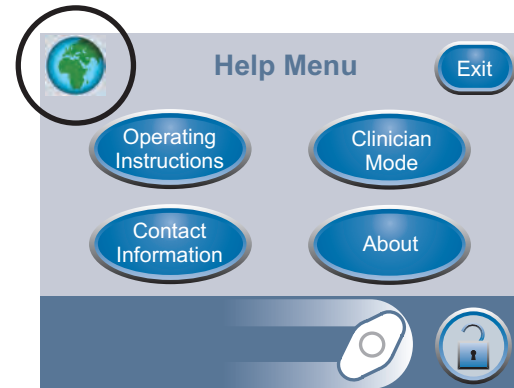 Help Menu
Exit
Operating
Instructions
Clinician
Mode
Contact
Information
About